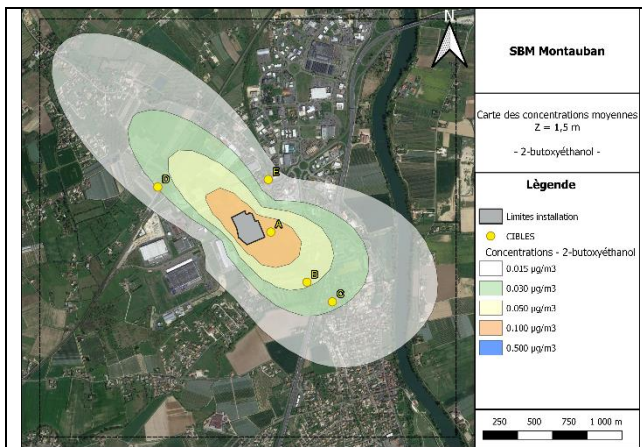 N
D
E
A
B
C
SBM Montauban
Carte des concentrations moyennes
Z = 1,5 m
- 2-butoxyéthanol -
Lègende
Limites installation
CIBLES
Concentrations - 2-butoxyéthanol
0.015 µg/m3
0.030 µg/m3
0.050 µg/m3
0.100 µg/m3
0.500 µg/m3
250 500 750 1 000 m